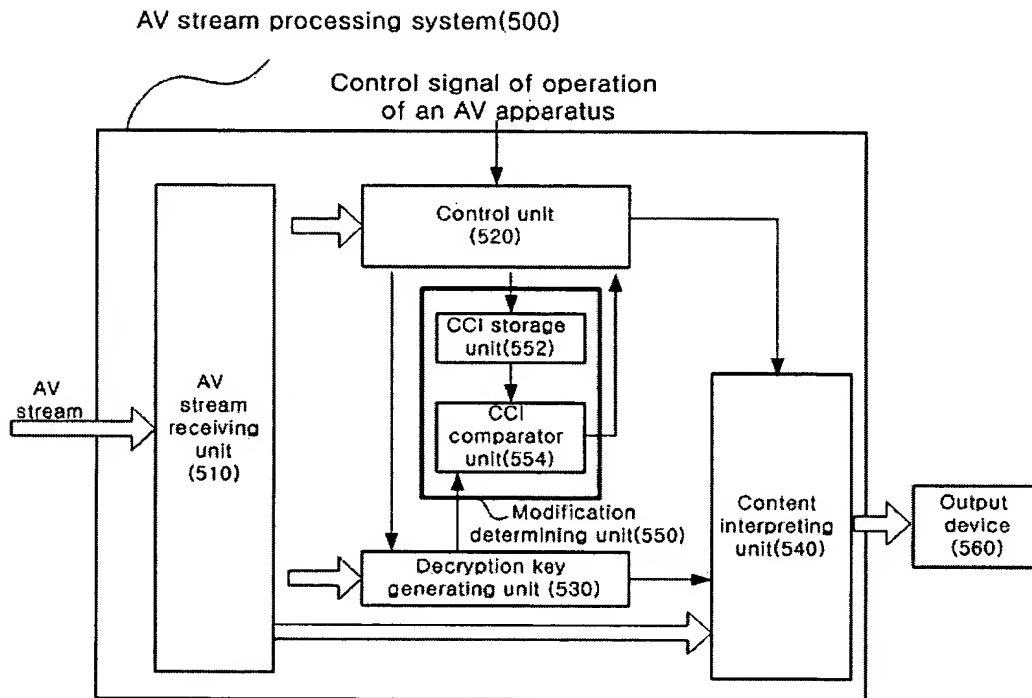 AV stream processing system(500)
Control signal of operation
of an AV apparatus
Control unit
(520)
CCI storage
unit(552)
AV
stream
AV
stream
receiving
unit
(510)
CCI
comparator
unit(554)
Modification
determining unit(550)
Content
interpreting
unit(540)
Output
device
(560)
Decryption key
generating unit (530)